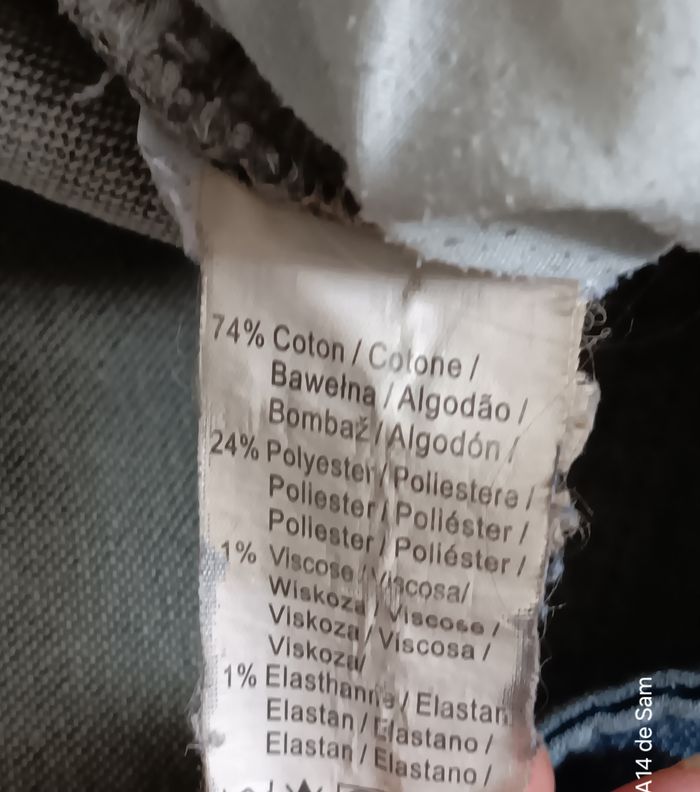 74% Coton / Cotone /
Bawełna / Algodão /
Bombaž / Algodón /
24% Polyester / Poliestere /
Poliester / Poliéster /
Poliester / Poliéster /
1% Viscose / Viscosa/
Wiskoza / Viscose /
Viskoza / Viscosa /
Viskoza/
1% Elasthanne / Elastan
Elastan / Elastano /
Elastan / Elastano /
A14 de Sam